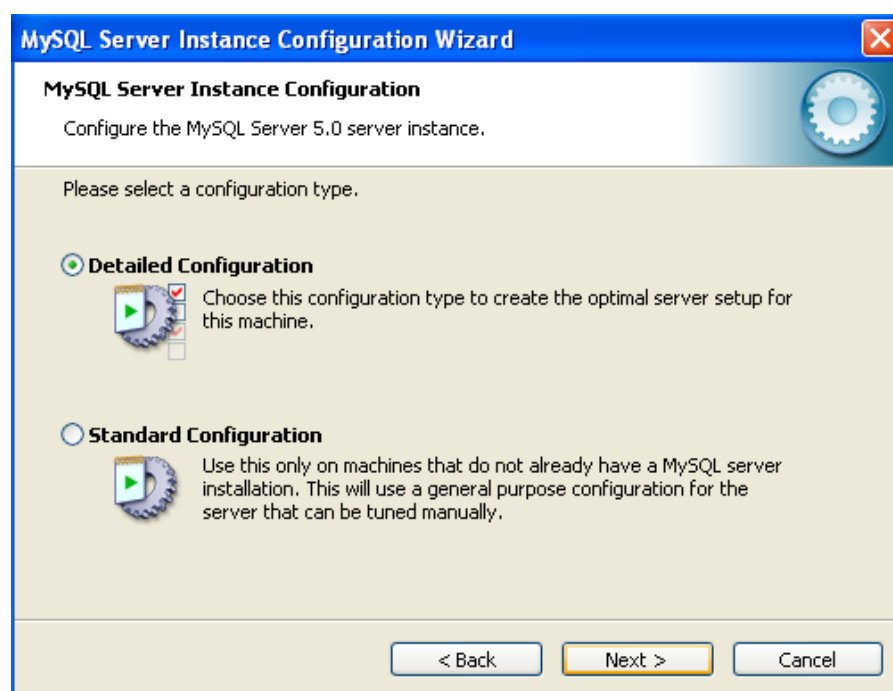 MySQL Server Instance Configuration Wizard
MySQL Server Instance Configuration
Configure the MySQL Server 5.0 server instance.
Please select a configuration type.
Detailed Configuration
Choose this configuration type to create the optimal server setup for
this machine.
Standard Configuration
Use this only on machines that do not already have a MySQL server
installation. This will use a general purpose configuration for the
server that can be tuned manually.
< Back
Next >
Cancel